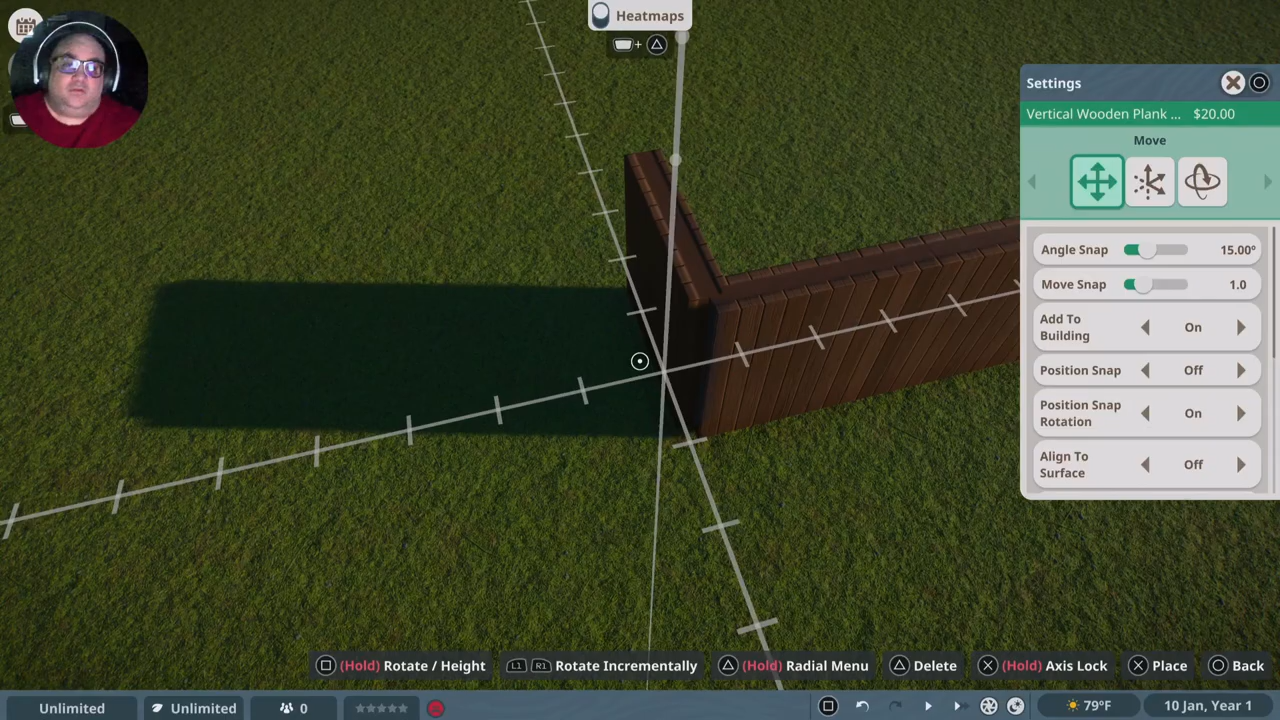 Heatmaps
+
Settings
Vertical Wooden Plank ... $20.00
Move
Angle Snap 15.00°
Move Snap 1.0
Add To
Building
On
Position Snap Off
Position Snap
Rotation
On
Align To
Surface
Off
(Hold) Rotate / Height L1 R1 Rotate Incrementally (Hold) Radial Menu Delete (Hold) Axis Lock Place Back
Unlimited Unlimited 0 79°F 10 Jan, Year 1